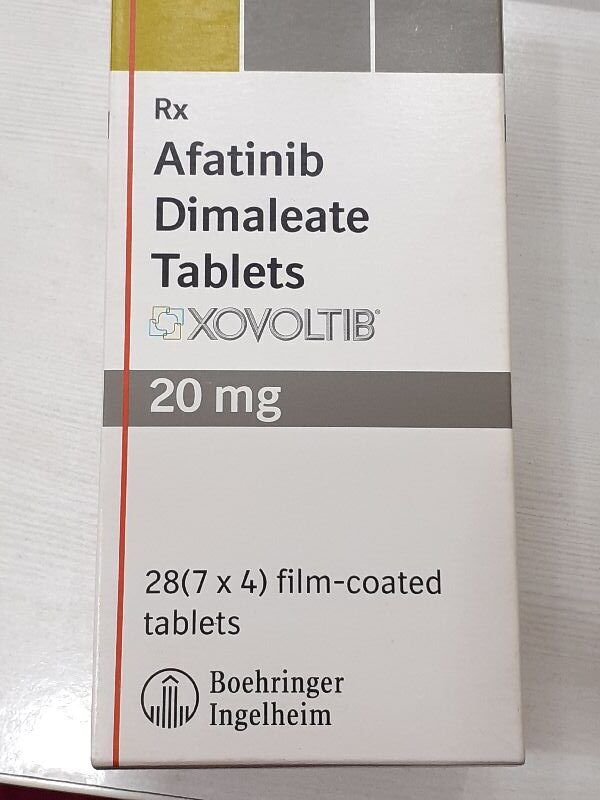 Rx
Afatinib
Dimaleate
Tablets
XOVOLTIB®
20 mg
28(7 x 4) film-coated
tablets
Boehringer
Ingelheim